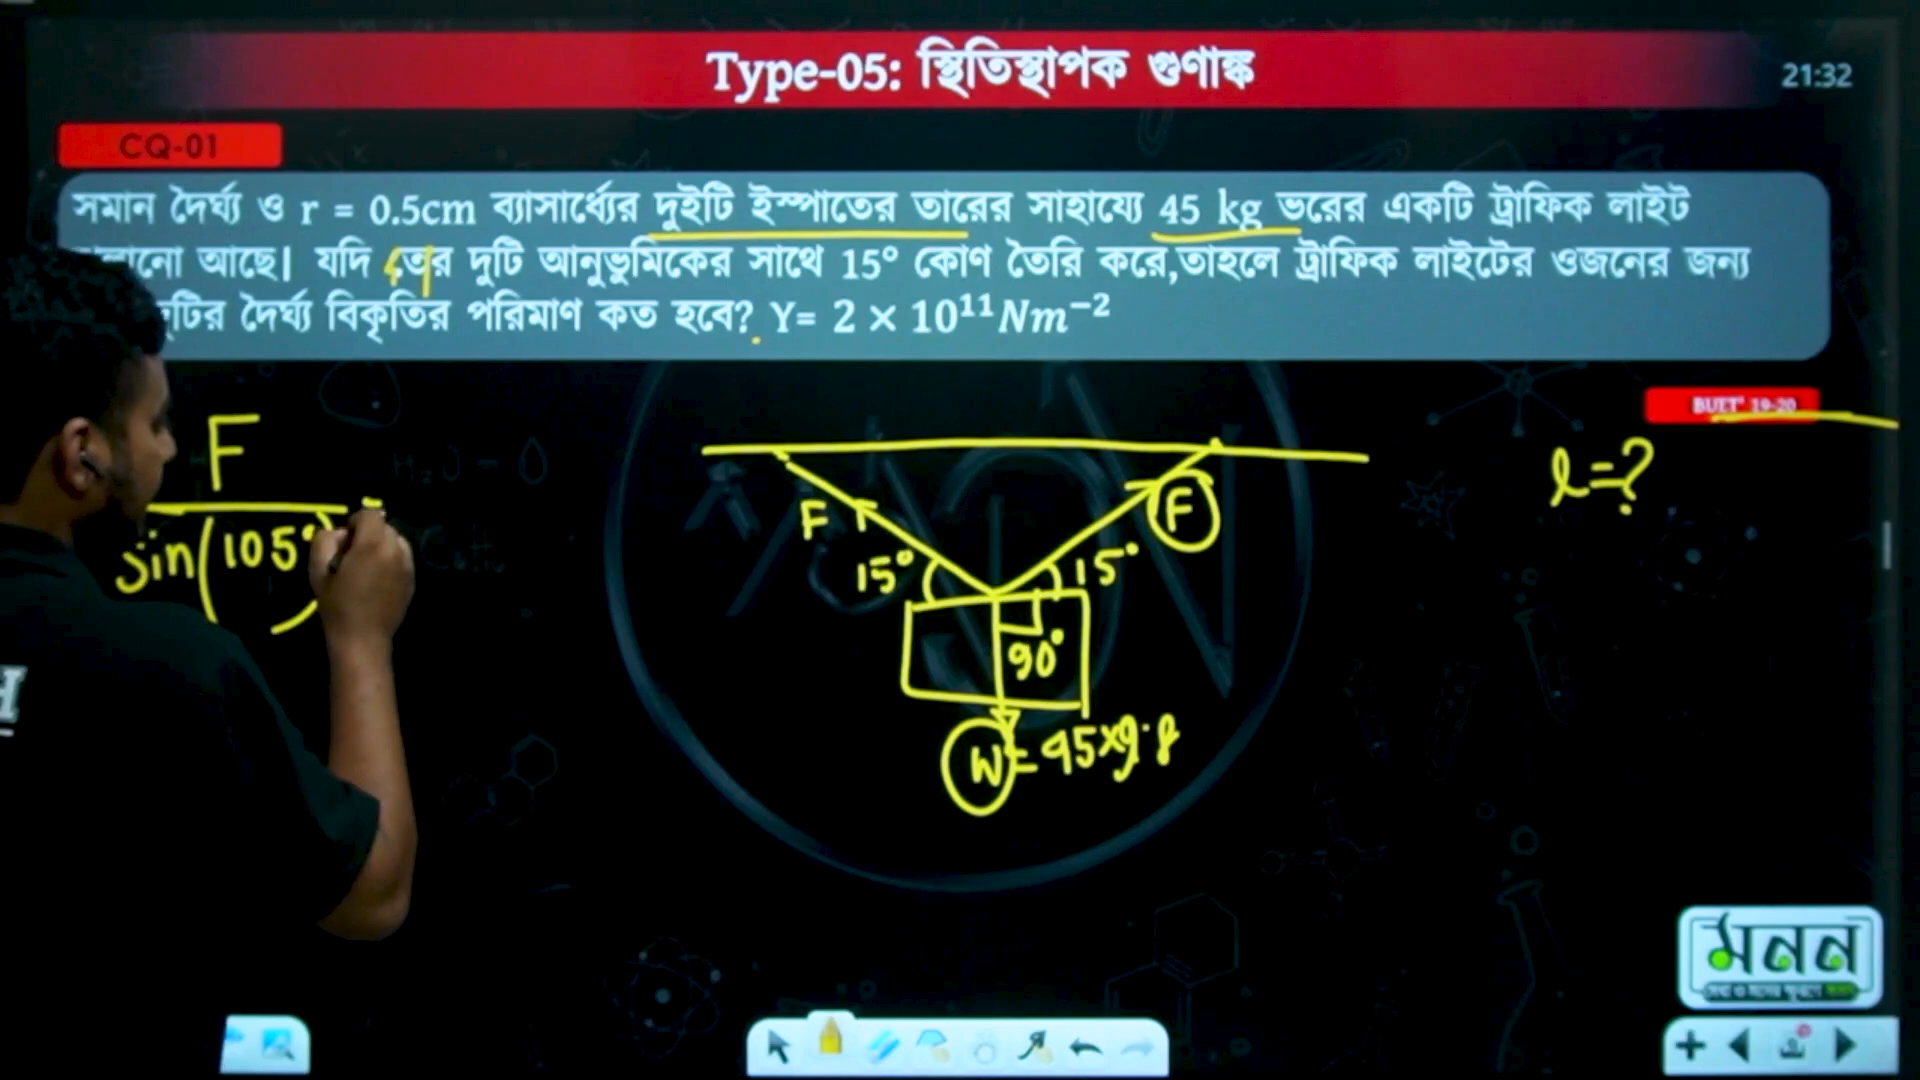 Type-05: স্থিতিস্থাপক গুণাঙ্ক
21:32
CQ-01
সমান দৈর্ঘ্য ও r = 0.5cm ব্যাসার্ধ্যের দুইটি ইস্পাতের তারের সাহায্যে 45 kg ভরের একটি ট্রাফিক লাইট
আছে। যদি দুটি আনুভুমিকের সাথে 15° কোণ তৈরি করে,তাহলে ট্রাফিক লাইটের ওজনের জন্য
দৈর্ঘ্য বিকৃতির পরিমাণ কত হবে? Y= 2 × 10¹¹Nm⁻²
BUET' 19-20
F
sin(105°)
F
F
15°
15°
90°
W = 45×9.8
l=?
মনন